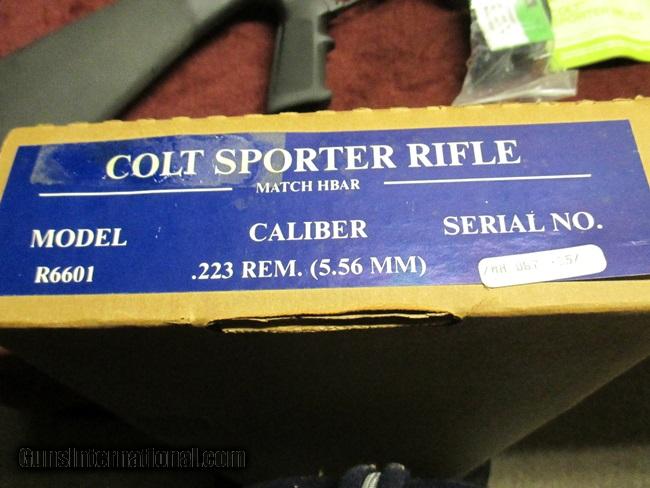 COLT SPORTER RIFLE
MATCH HBAR
MODEL CALIBER SERIAL NO.
R6601 .223 REM. (5.56 MM)
GunsInternational.com